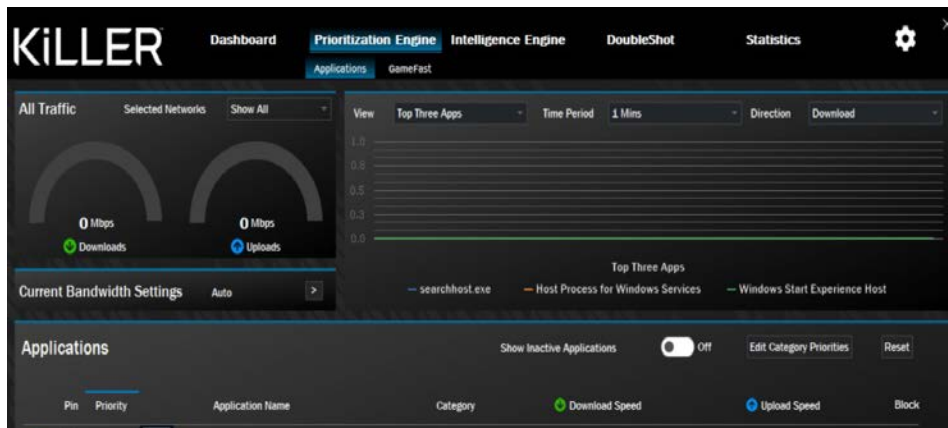 KiLLER Dashboard Prioritization Engine Intelligence Engine DoubleShot Statistics
Applications GameFast
All Traffic Selected Networks Show All
0 Mbps 0 Mbps
Downloads Uploads
Current Bandwidth Settings Auto >
View Top Three Apps Time Period 1 Mins Direction Download
1.0
0.8
0.5
0.3
0.0
Top Three Apps
searchhost.exe Host Process for Windows Services Windows Start Experience Host
Applications Show Inactive Applications Off Edit Category Priorities Reset
Pin Priority Application Name Category Download Speed Upload Speed Block